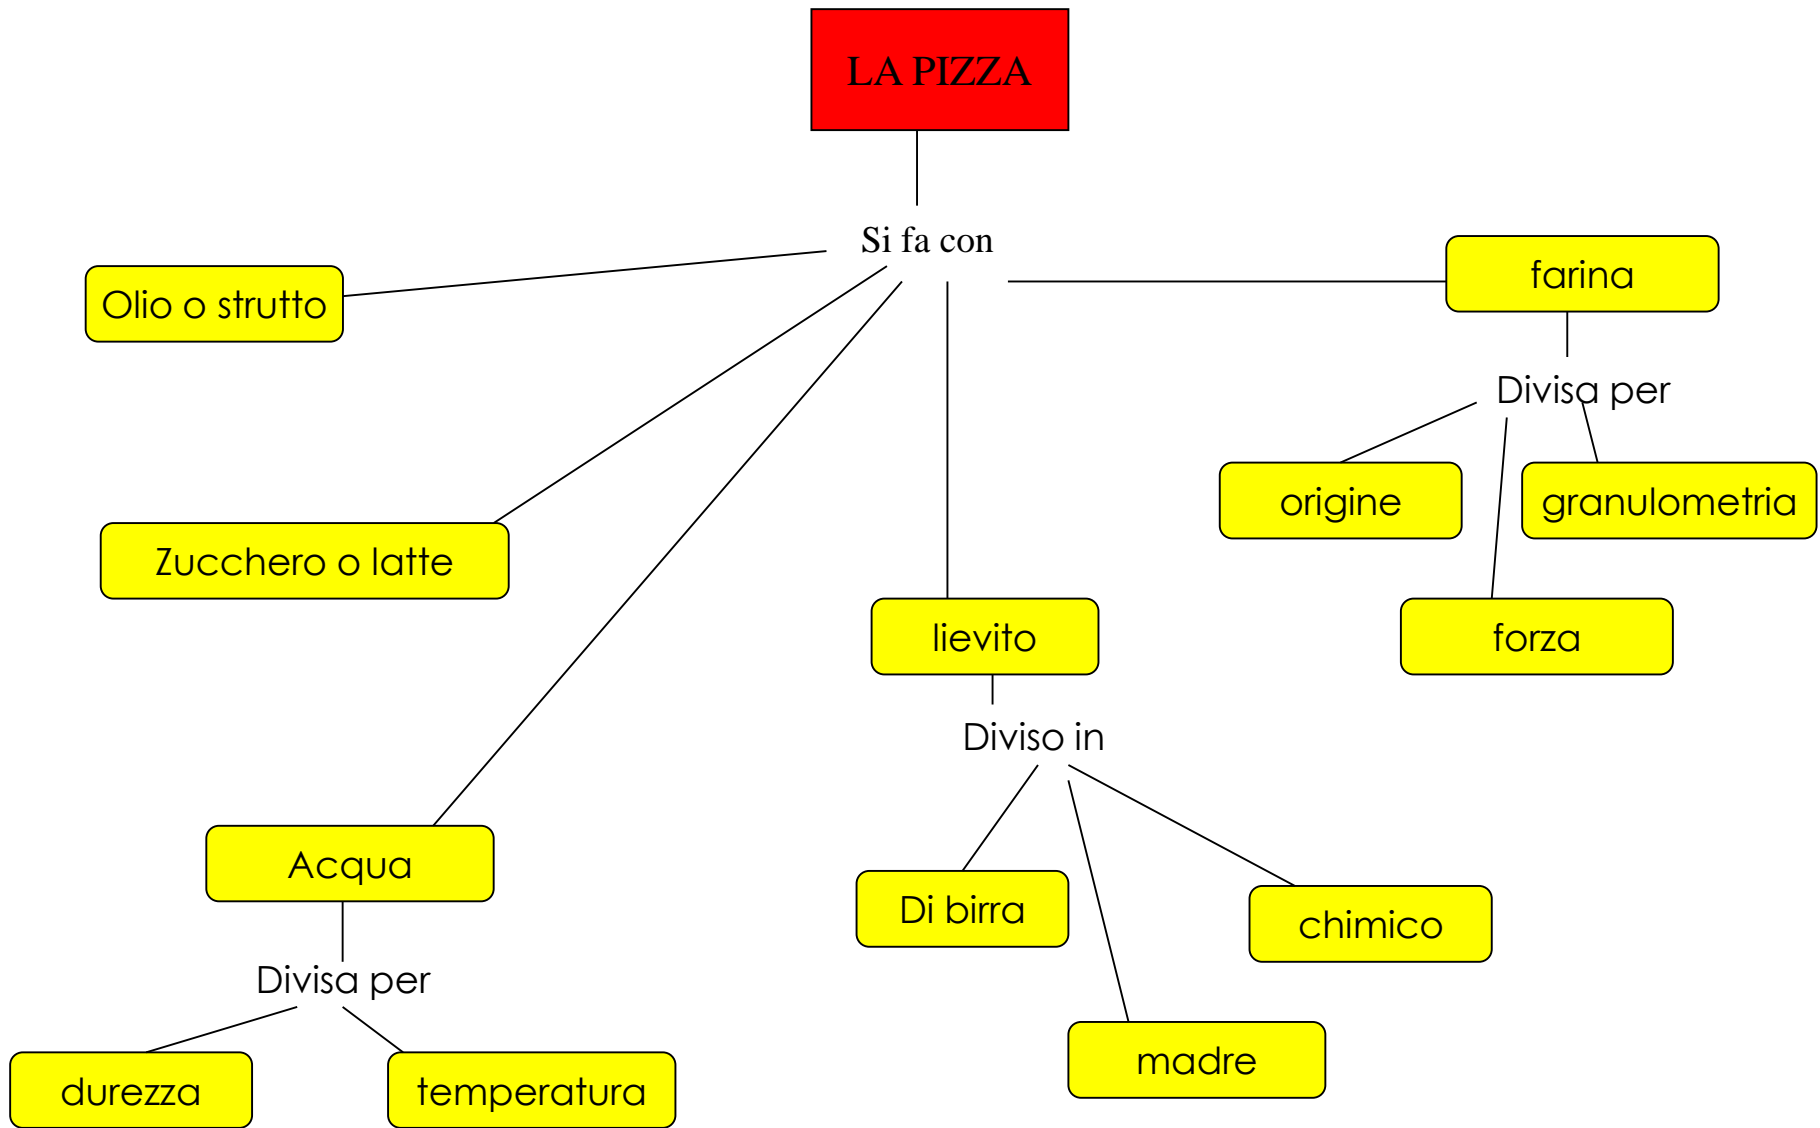 LA PIZZA
Si fa con
Olio o strutto
farina
Divisa per
origine
granulometria
Zucchero o latte
lievito
forza
Diviso in
Acqua
Di birra
chimico
Divisa per
madre
durezza
temperatura